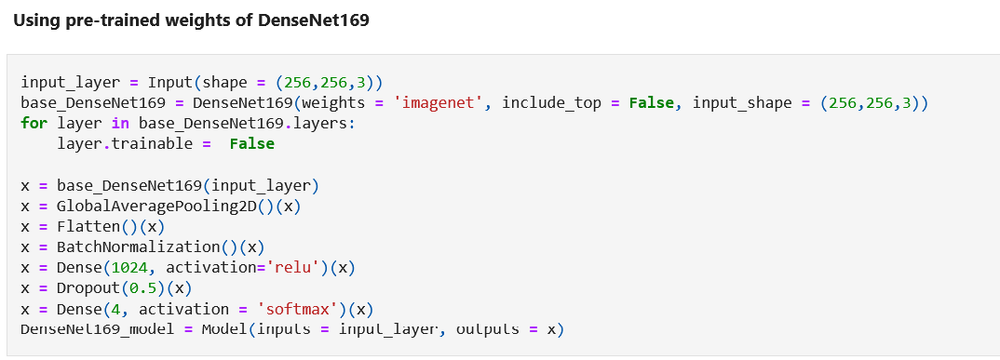 Using pre-trained weights of DenseNet169
input_layer = Input(shape = (256,256,3))
base_DenseNet169 = DenseNet169(weights = 'imagenet', include_top = False, input_shape = (256,256,3))
for layer in base_DenseNet169.layers:
    layer.trainable =  False
x = base_DenseNet169(input_layer)
x = GlobalAveragePooling2D()(x)
x = Flatten()(x)
x = BatchNormalization()(x)
x = Dense(1024, activation='relu')(x)
x = Dropout(0.5)(x)
x = Dense(4, activation = 'softmax')(x)
DenseNet169_model = Model(inputs = input_layer, outputs = x)